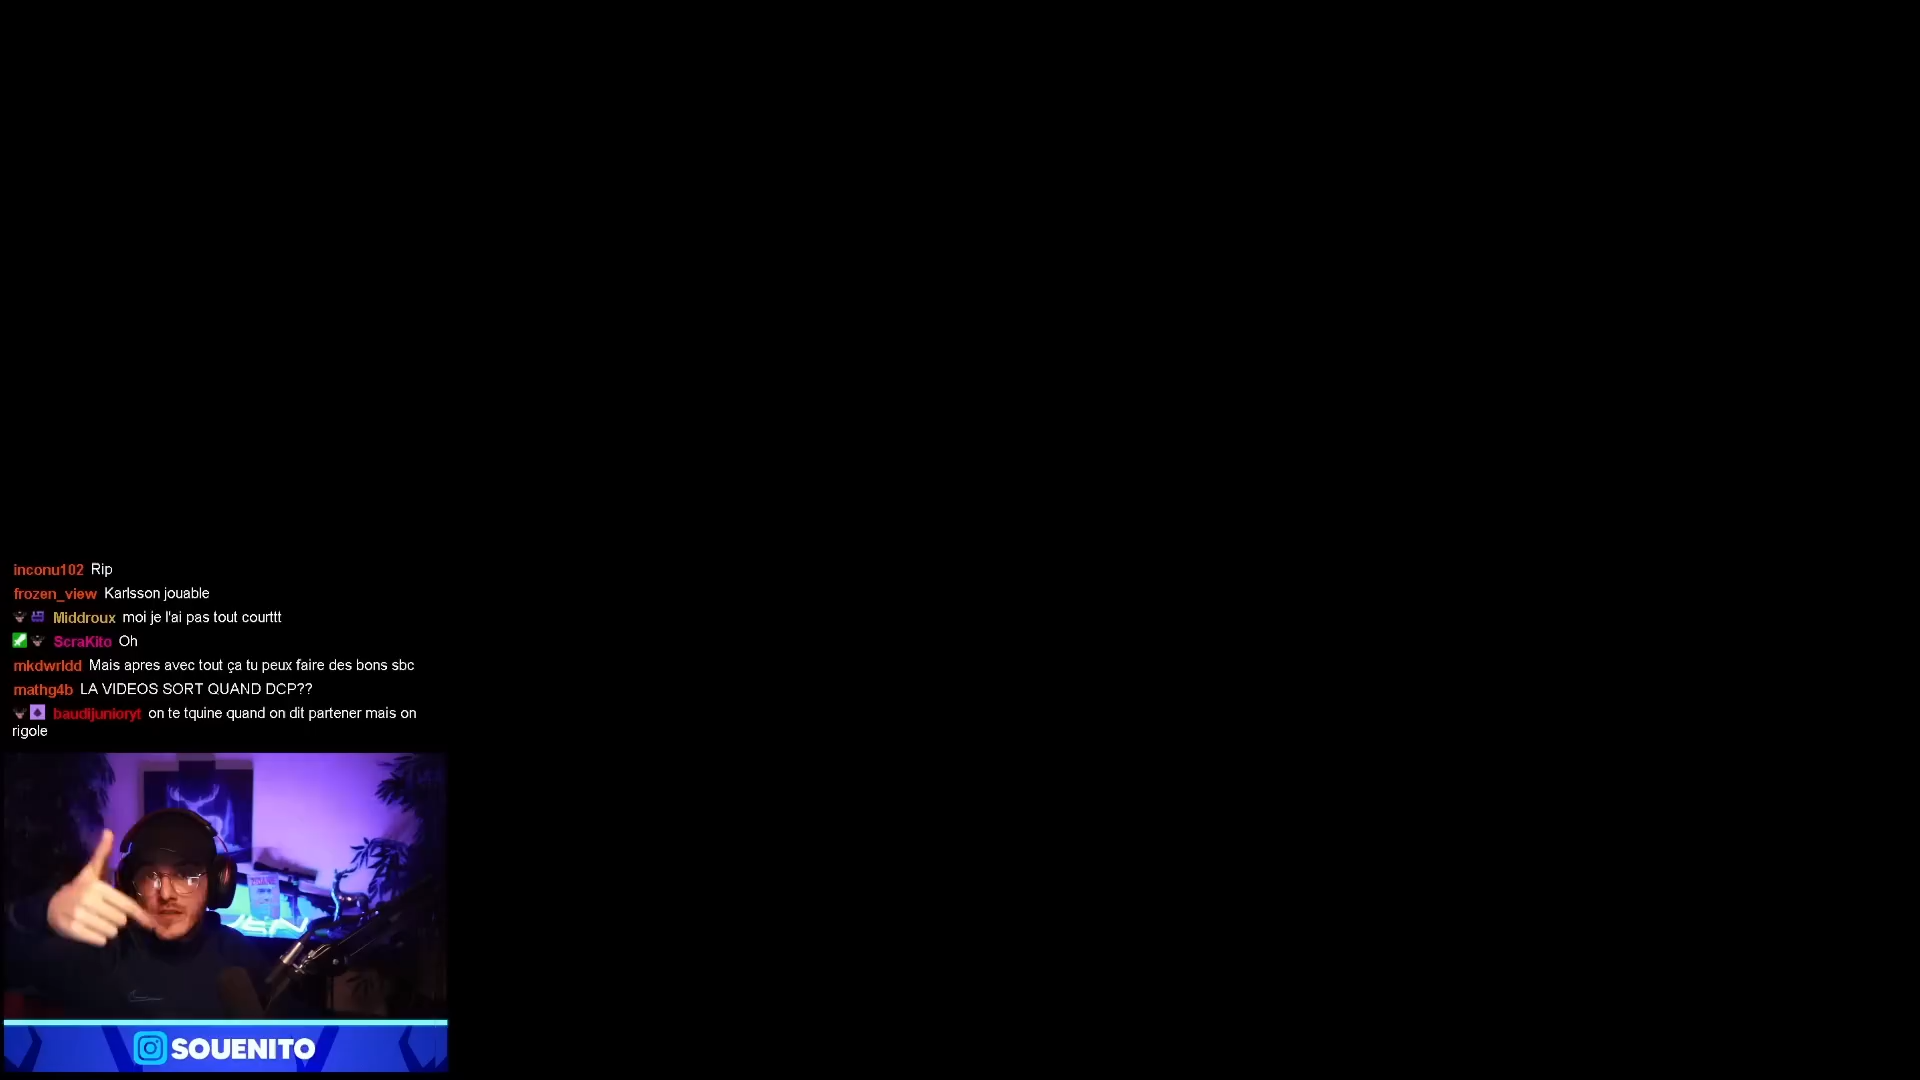 inconu102 Rip
frozen_view Karlsson jouable
Middroux moi je l'ai pas tout courttt
ScraKito Oh
mkdwrldd Mais apres avec tout ça tu peux faire des bons sbc
mathg4b LA VIDEOS SORT QUAND DCP??
baudijunioryt on te tquine quand on dit partener mais on
rigole
SOUENITO